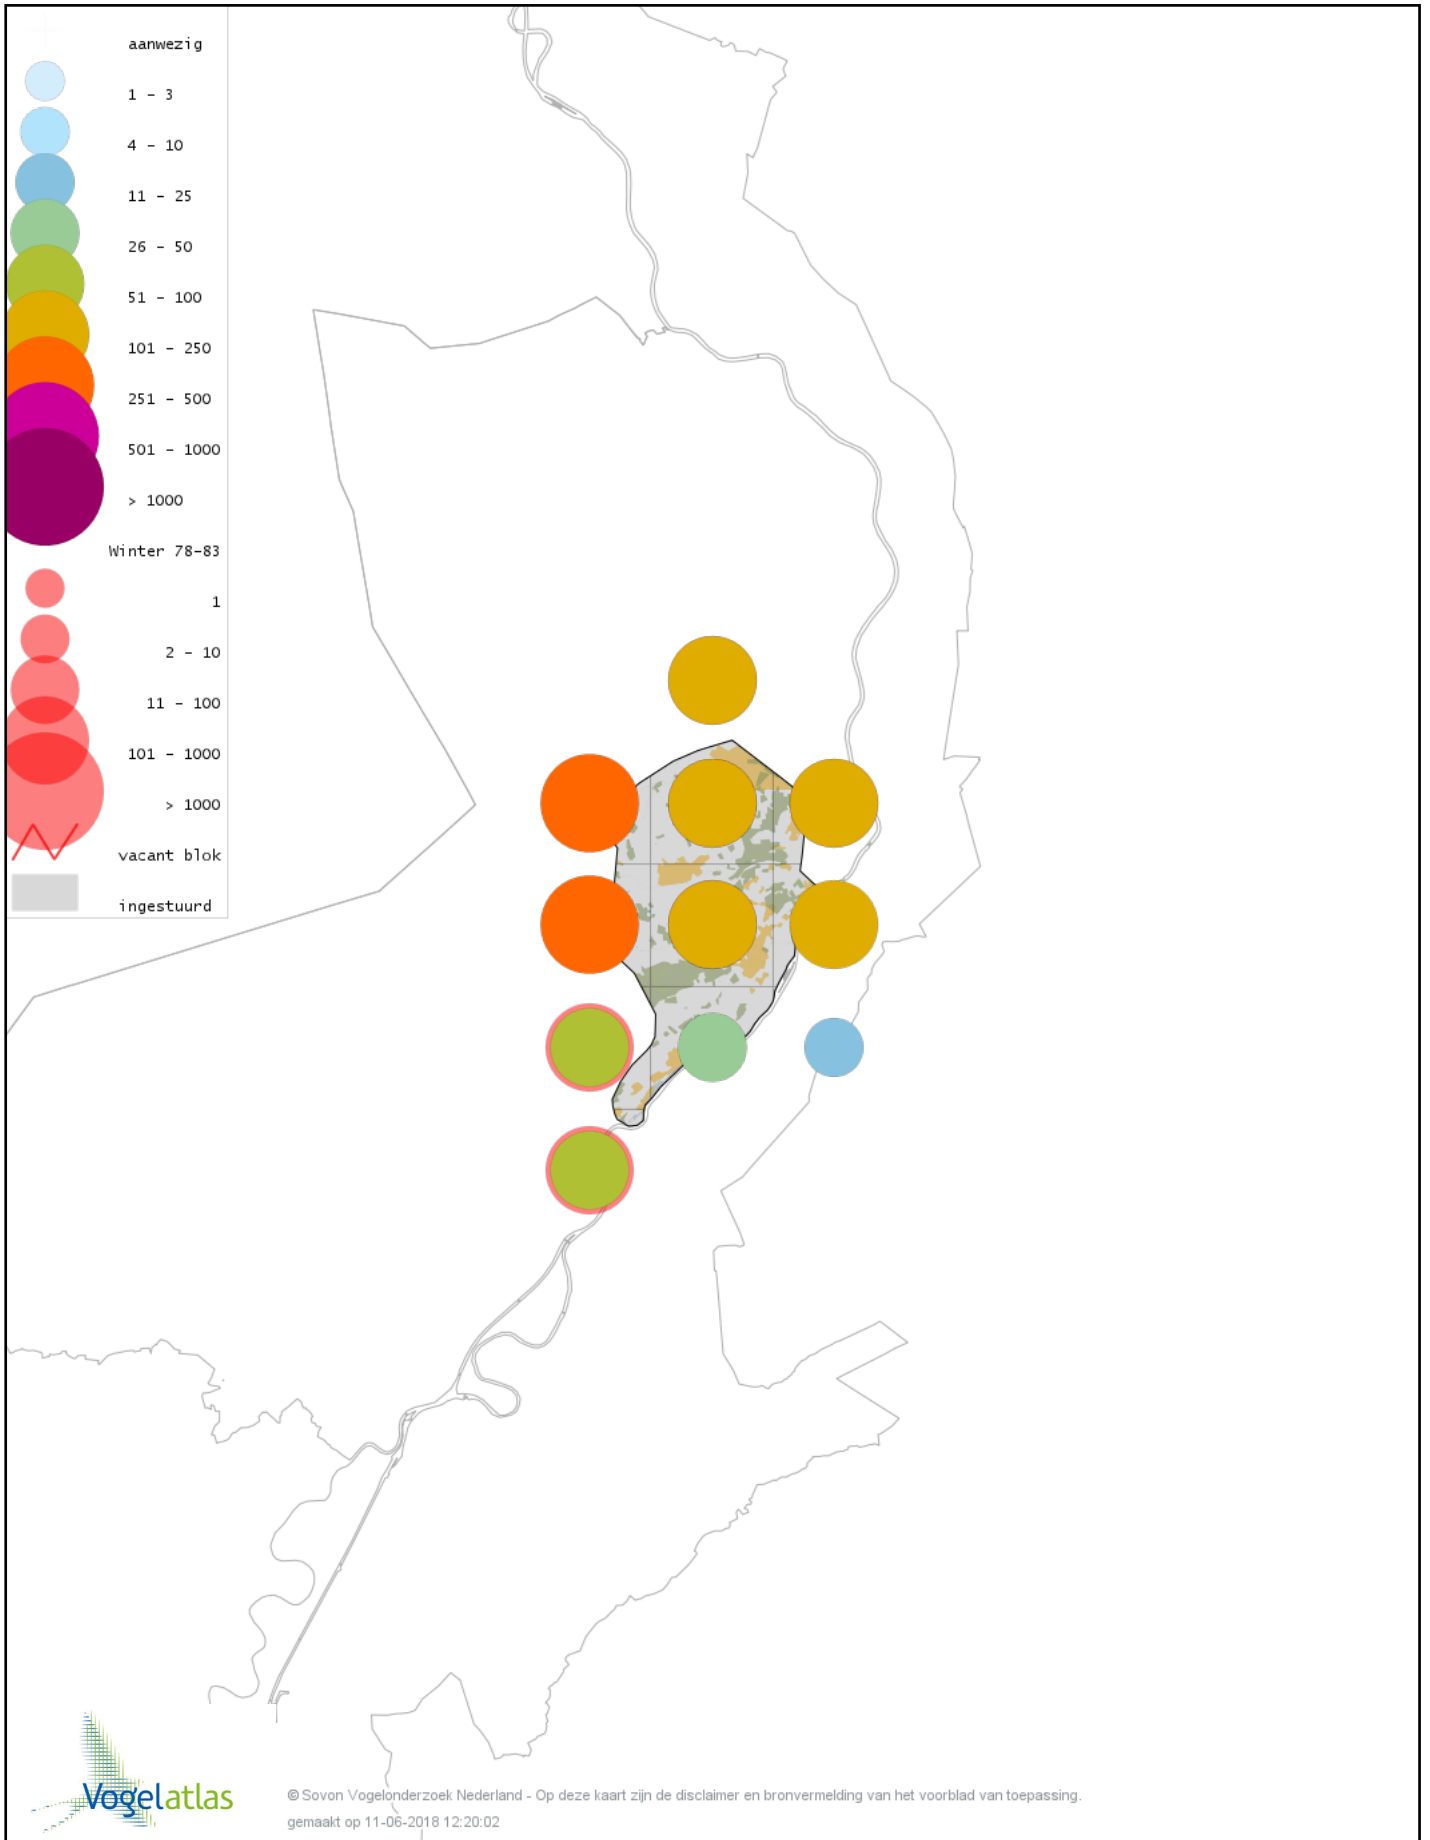 aanwezig
1 - 3
4 - 10
11 - 25
26 - 50
51 - 100
101 - 250
251 - 500
501 - 1000
> 1000
Winter 78-83
1
2 - 10
11 - 100
101 - 1000
> 1000
vacant blok
ingestuurd
Vogelatlas
© Sovon Vogelonderzoek Nederland - Op deze kaart zijn de disclaimer en bronvermelding van het voorblad van toepassing.
gemaakt op 11-06-2018 12:20:02